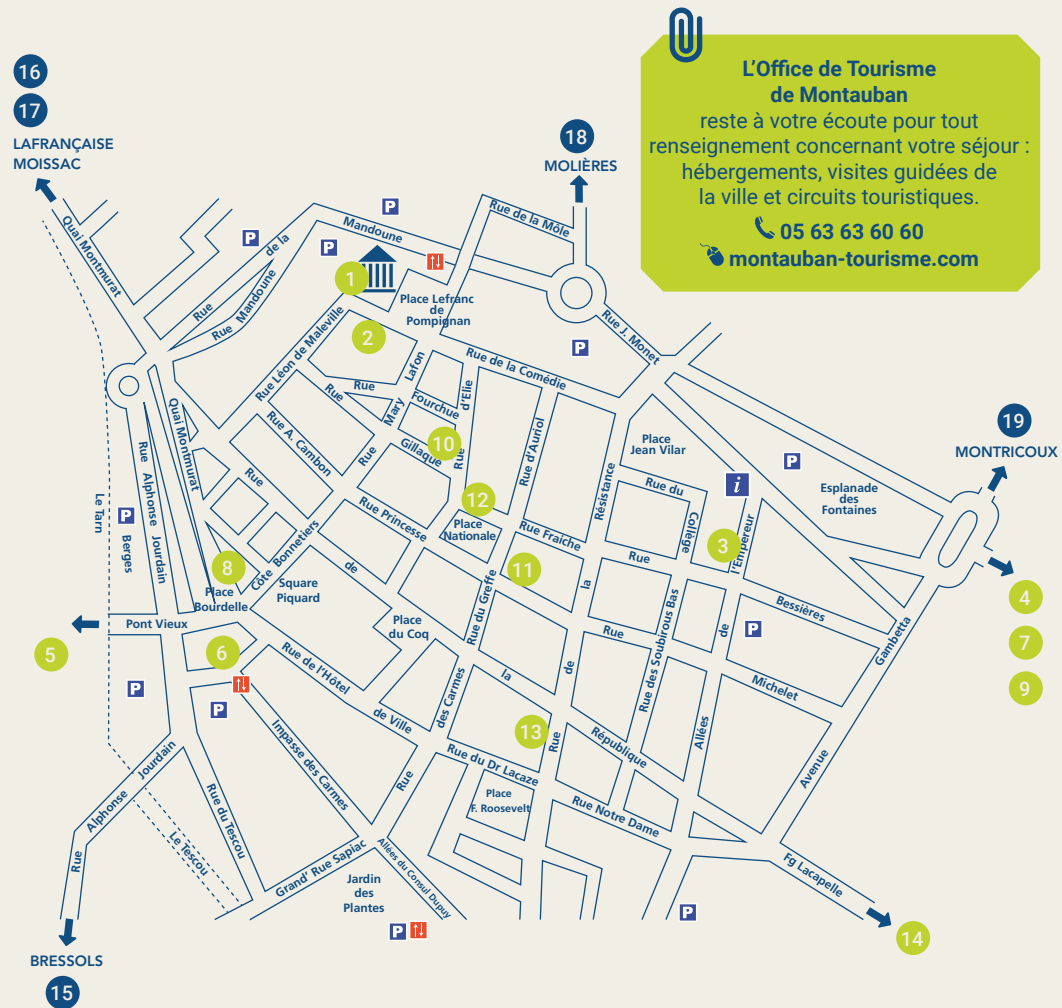 L'Office de Tourisme
de Montauban
reste à votre écoute pour tout
renseignement concernant votre séjour :
hébergements, visites guidées de
la ville et circuits touristiques.
05 63 63 60 60
montauban-tourisme.com
16
17
LAFRANÇAISE
MOISSAC
18
MOLIÈRES
19
MONTRICOUX
Quai Montmurat
Rue de la Mandoune
Rue Mandoune
P
P
P
Rue de la Môle
1
Place Lefranc
de
Pompignan
2
Rue Léon de Maleville
Rue J. Monet
P
Rue de la Comédie
Rue Mary Lafon
Rue Fourchue
Rue d'Elie
Rue Gillaque
10
Rue A. Cambon
Rue d'Auriol
Place
Jean Vilar
i
P
Esplanade
des
Fontaines
Rue du Collège
3
Allées de l'Empereur
12
Place
Nationale
Rue Princesse
Rue Fraiche
11
Rue de la Résistance
Rue Bessières
Rue Michelet
P
Quai Montmurat
Rue Alphonse Jourdain
Le Tarn
P
Berges
8
Place
Bourdelle
Côte Bonnetiers
Square
Piquard
Place
du Coq
Rue du Greffe
Rue des Soubirous Bas
Avenue Gambetta
4
7
9
Pont Vieux
5
6
P
P
Rue de l'Hôtel de Ville
Rue des Carmes
Rue de la République
13
Rue du Dr Lacaze
Place
F. Roosevelt
Rue Notre Dame
Impasse des Carmes
Rue du Tescou
Le Tescou
Rue Alphonse Jourdain
Grand' Rue Sapiac
Allées du Consul Dupuy
Jardin
des
Plantes
P
P
Fg Lacapelle
14
BRESSOLS
15